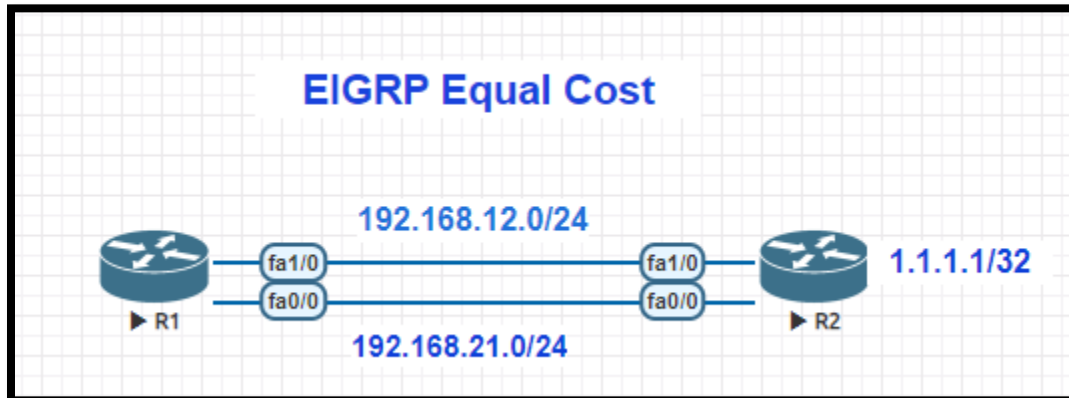 EIGRP Equal Cost
192.168.12.0/24
fa1/0 fa1/0 1.1.1.1/32
fa0/0 fa0/0
R1 R2
192.168.21.0/24